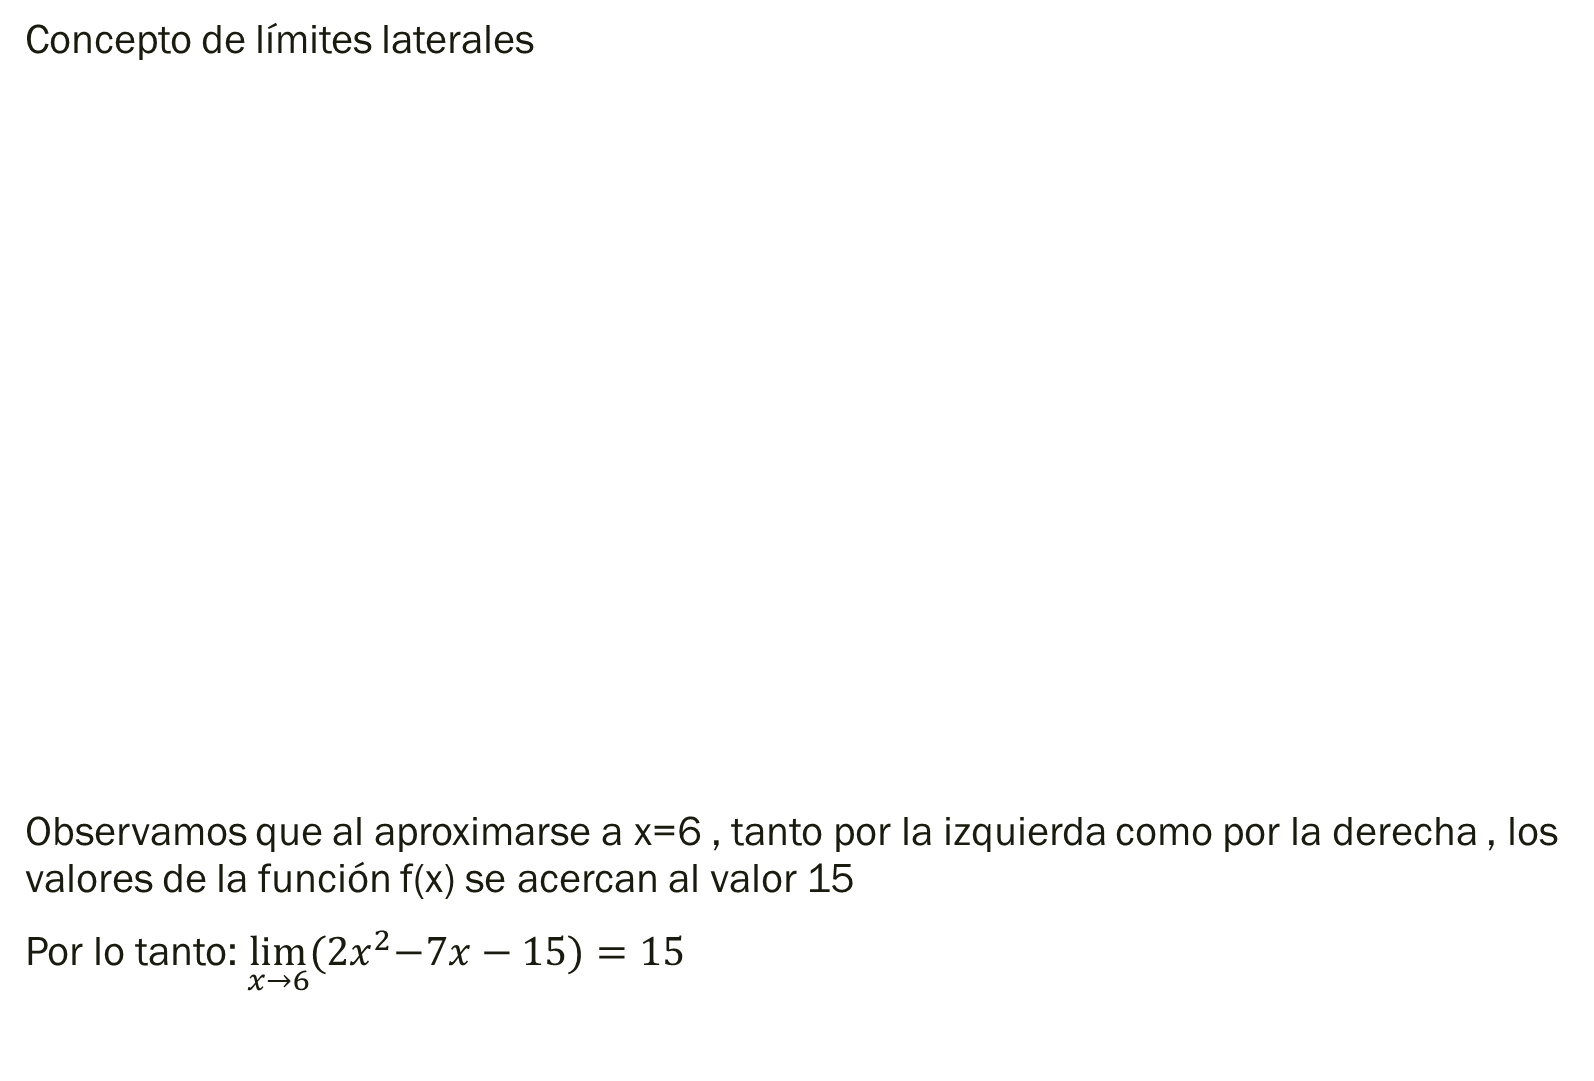 Concepto de límites laterales
Observamos que al aproximarse a x=6 , tanto por la izquierda como por la derecha , los
valores de la función f(x) se acercan al valor 15
Por lo tanto: lim(2x²−7x − 15) = 15
x→6